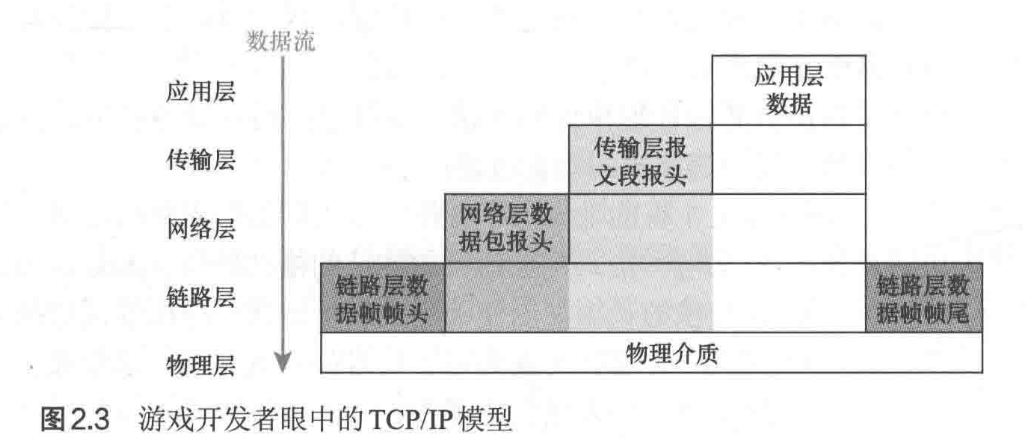 数据流
应用层
应用层
数据
传输层
传输层报
文段报头
网络层
网络层数
据包报头
链路层
链路层数
据帧帧头
链路层数
据帧帧尾
物理层
物理介质
图2.3 游戏开发者眼中的TCP/IP模型